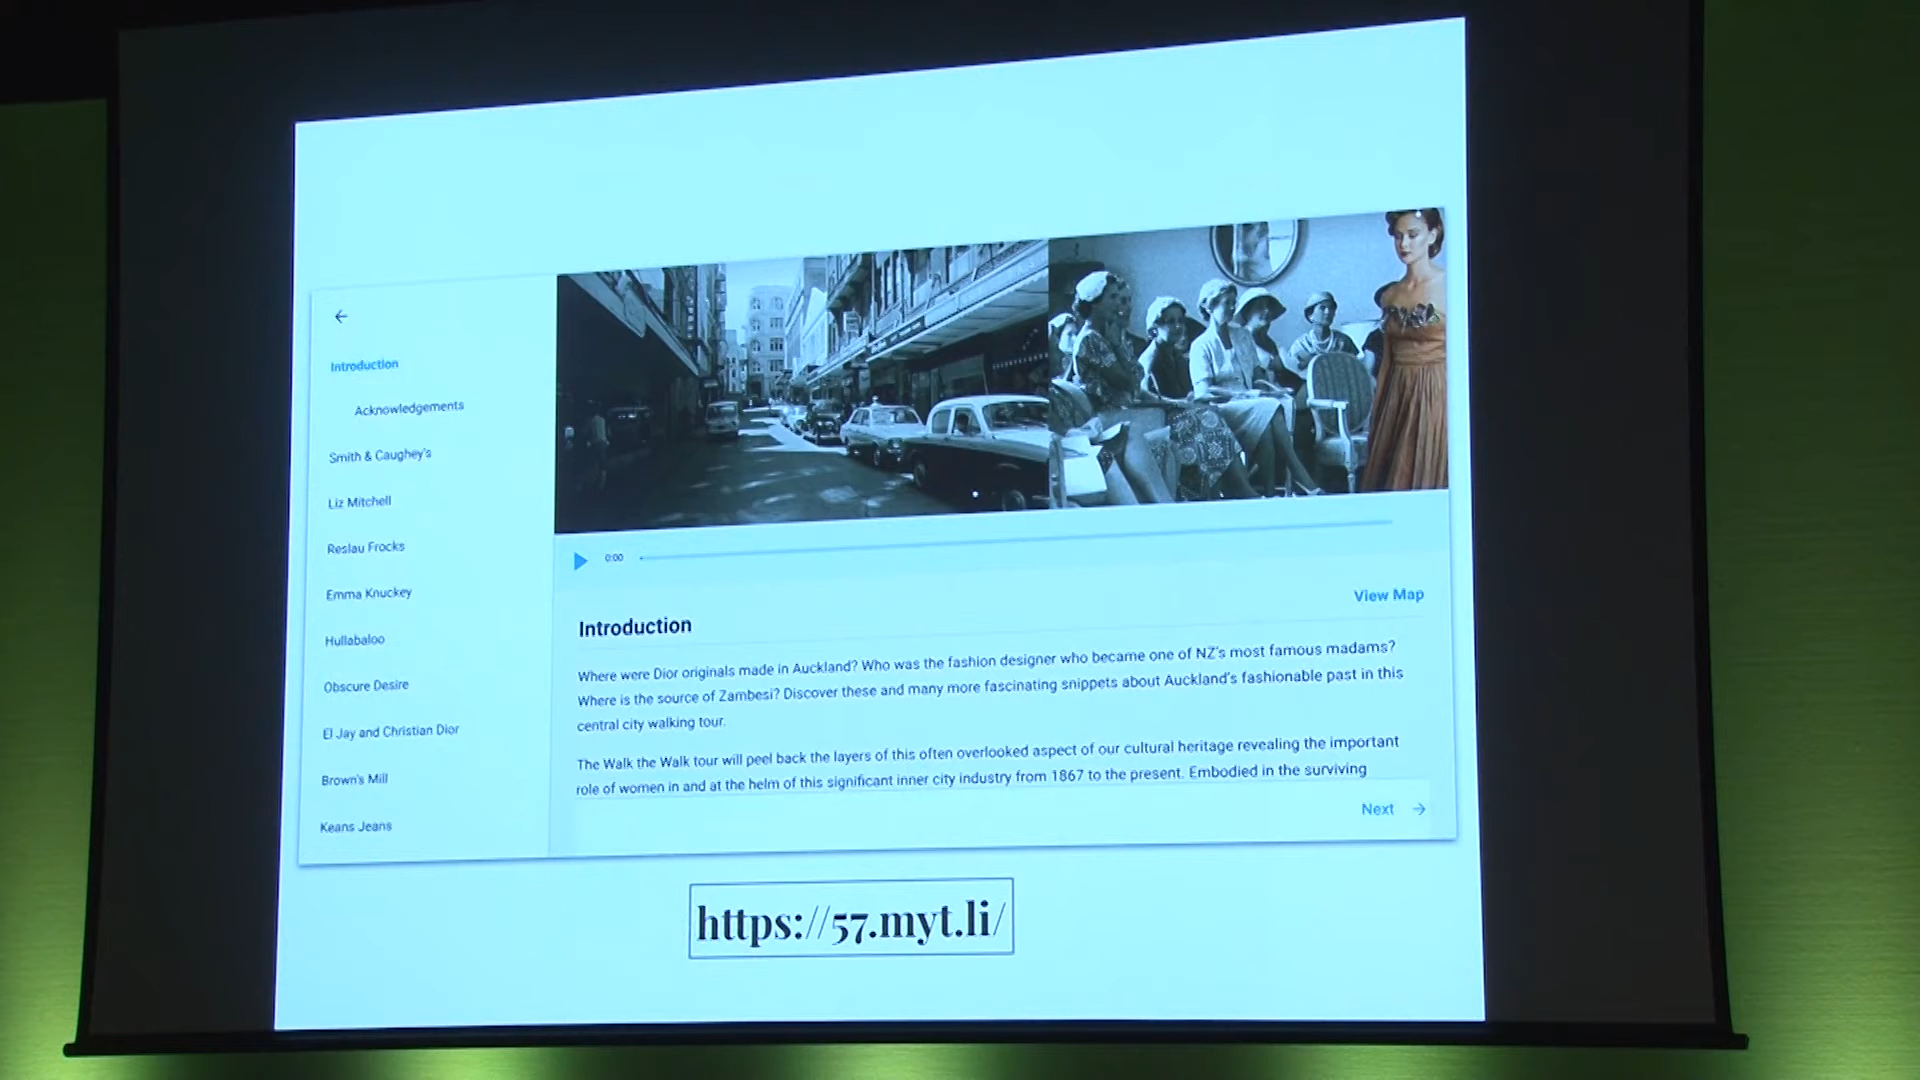 Introduction
Acknowledgements
Smith & Caughey's
Liz Mitchell
Reslau Frocks
Emma Knuckey
Hullabaloo
Obscure Desire
El Jay and Christian Dior
Brown's Mill
Keans Jeans
0:00
View Map
Introduction
Where were Dior originals made in Auckland? Who was the fashion designer who became one of NZ's most famous madams?
Where is the source of Zambesi? Discover these and many more fascinating snippets about Auckland's fashionable past in this
central city walking tour.
The Walk the Walk tour will peel back the layers of this often overlooked aspect of our cultural heritage revealing the important
role of women in and at the helm of this significant inner city industry from 1867 to the present. Embodied in the surviving
Next
https://57.myt.li/